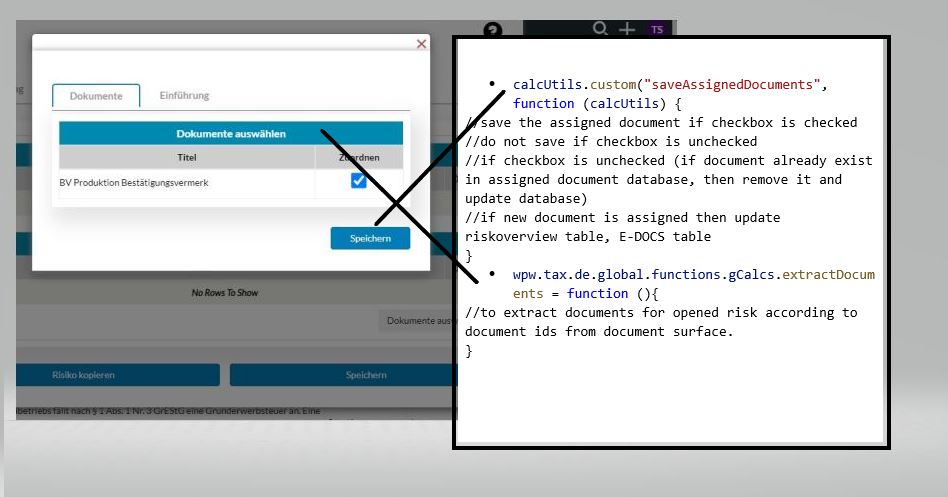 ?
TS
Dokumente
Einführung
Dokumente auswählen
Titel
Zuordnen
BV Produktion Bestätigungsvermerk
Speichern
No Rows To Show
Dokumente ausw
Risiko kopieren
Speichern
betriebs fällt nach § 1 Abs. 1 Nr. 3 GrEStG eine Grunderwerbsteuer an. Eine
• calcUtils.custom("saveAssignedDocuments",
function (calcUtils) {
//save the assigned document if checkbox is checked
//do not save if checkbox is unchecked
//if checkbox is unchecked (if document already exist
in assigned document database, then remove it and
update database)
//if new document is assigned then update
riskoverview table, E-DOCS table
}
• wpw.tax.de.global.functions.gCalcs.extractDocum
ents = function (){
//to extract documents for opened risk according to
document ids from document surface.
}